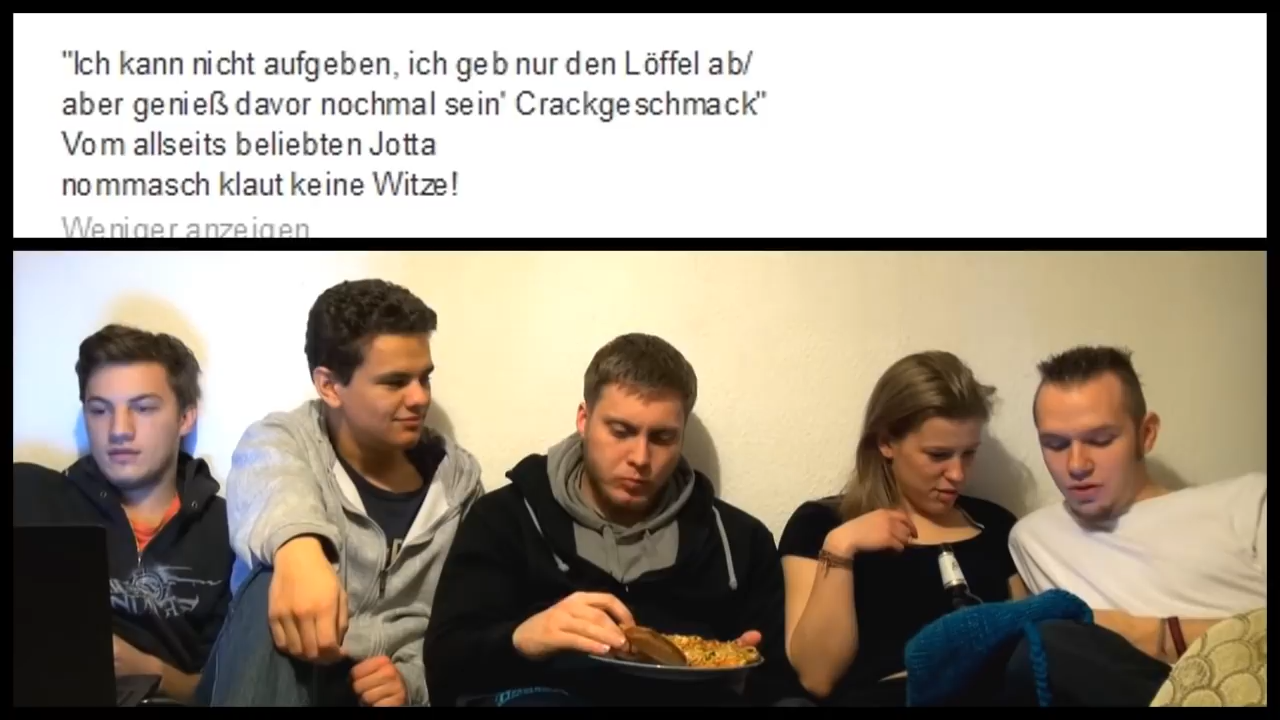 "Ich kann nicht aufgeben, ich geb nur den Löffel ab/
aber genieß davor nochmal sein' Crackgeschmack"
Vom allseits beliebten Jotta
nommasch klaut keine Witze!
Weniger anzeigen